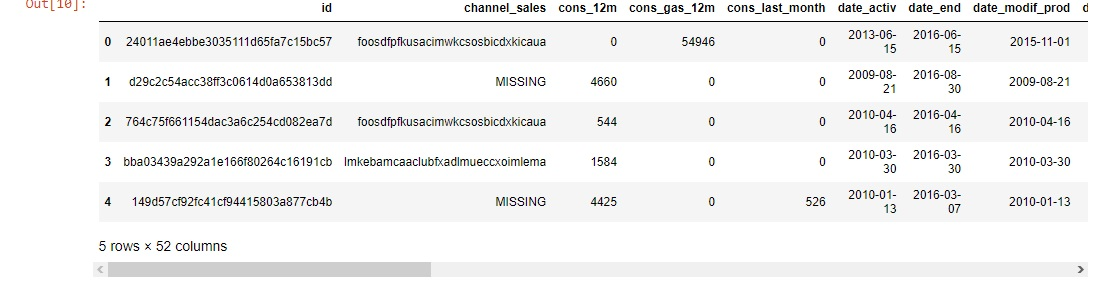 Out[10]:
id channel_sales cons_12m cons_gas_12m cons_last_month date_activ date_end date_modif_prod d
0 24011ae4ebbe3035111d65fa7c15bc57 foosdfpfkusacimwkcsosbicdxkicaua 0 54946 0 2013-06-15 2016-06-15 2015-11-01
1 d29c2c54acc38ff3c0614d0a653813dd MISSING 4660 0 0 2009-08-21 2016-08-30 2009-08-21
2 764c75f661154dac3a6c254cd082ea7d foosdfpfkusacimwkcsosbicdxkicaua 544 0 0 2010-04-16 2016-04-16 2010-04-16
3 bba03439a292a1e166f80264c16191cb lmkebamcaaclubfxadlmueccxoimlema 1584 0 0 2010-03-30 2016-03-30 2010-03-30
4 149d57cf92fc41cf94415803a877cb4b MISSING 4425 0 526 2010-01-13 2016-03-07 2010-01-13
5 rows × 52 columns